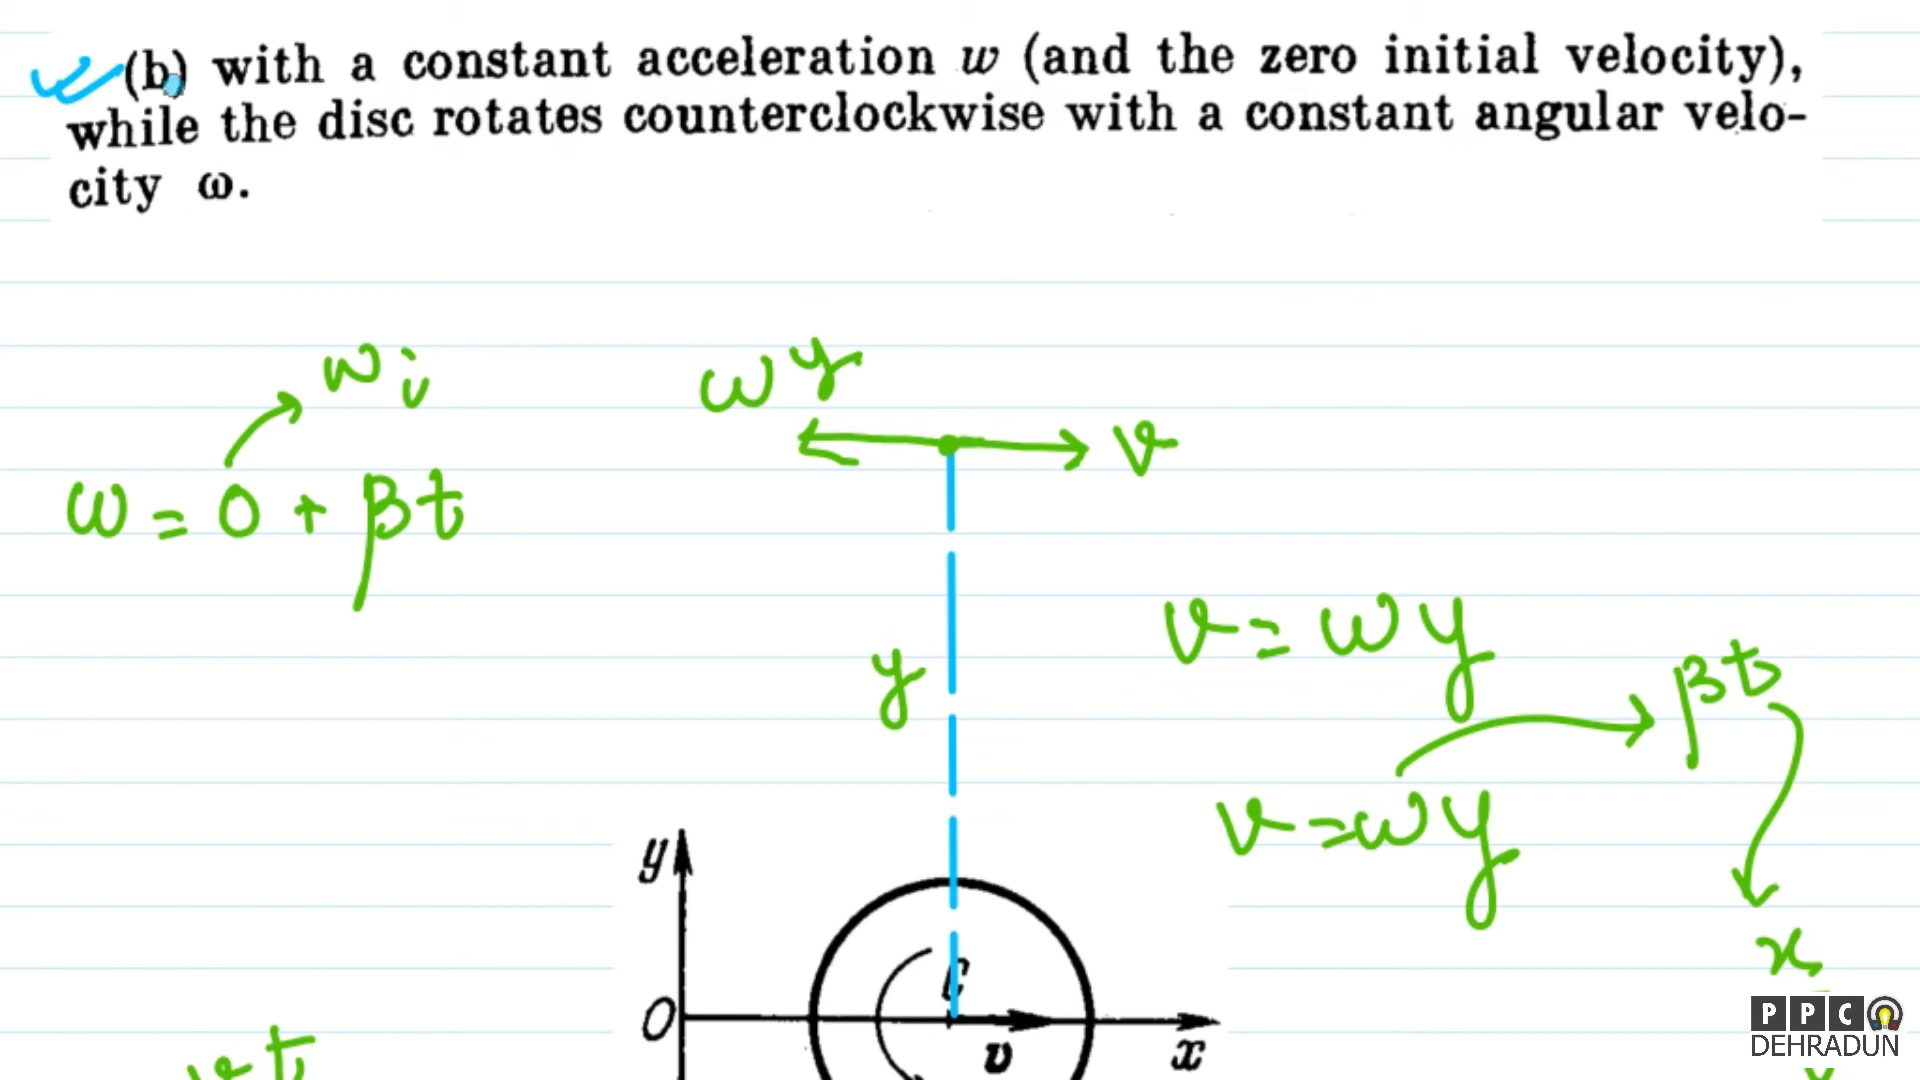 (b) with a constant acceleration w (and the zero initial velocity),
while the disc rotates counterclockwise with a constant angular velo-
city ω.
ωi
ωy
v
ω = 0 + βt
v = ωy
y
βt
v = ωy
y
C
x
O
v
x
PPC
DEHRADUN